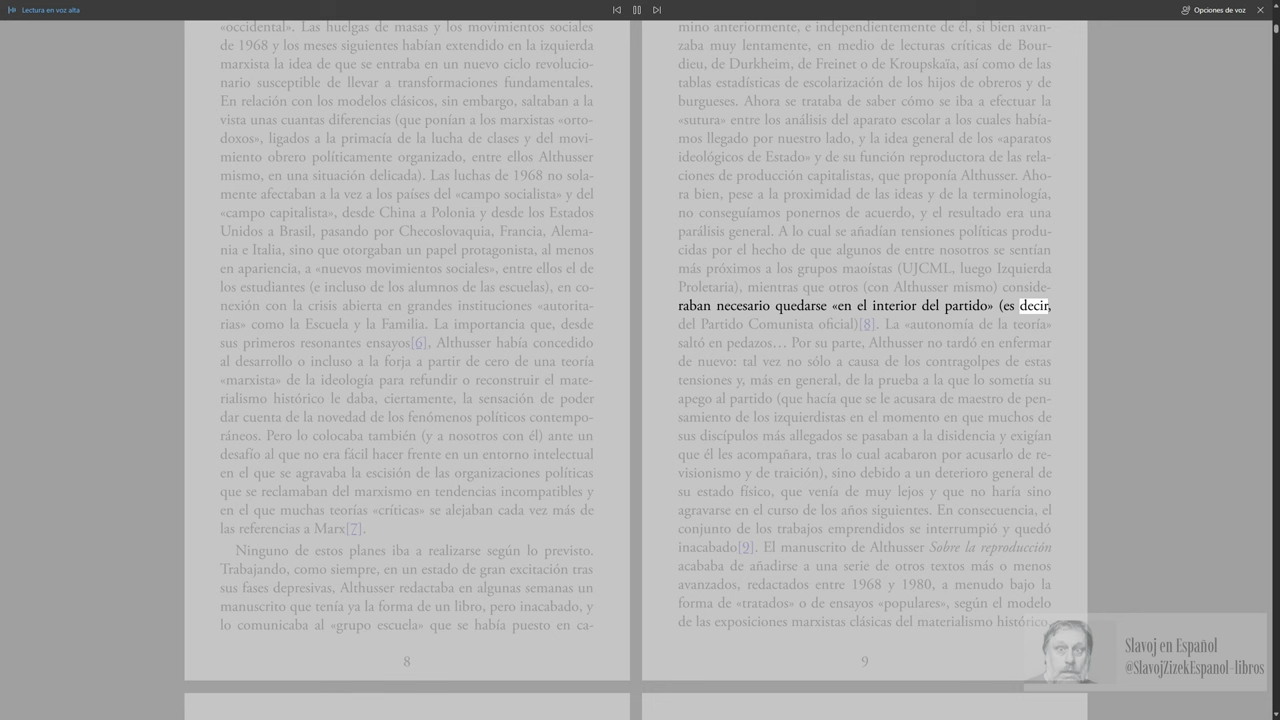 Lectura en voz alta
Opciones de voz
«occidental». Las huelgas de masas y los movimientos sociales
de 1968 y los meses siguientes habían extendido en la izquierda
marxista la idea de que se entraba en un nuevo ciclo revolucio-
nario susceptible de llevar a transformaciones fundamentales.
En relación con los modelos clásicos, sin embargo, saltaban a la
vista unas cuantas diferencias (que ponían a los marxistas «orto-
doxos», ligados a la primacía de la lucha de clases y del movi-
miento obrero políticamente organizado, entre ellos Althusser
mismo, en una situación delicada). Las luchas de 1968 no sola-
mente afectaban a la vez a los países del «campo socialista» y del
«campo capitalista», desde China a Polonia y desde los Estados
Unidos a Brasil, pasando por Checoslovaquia, Francia, Alema-
nia e Italia, sino que otorgaban un papel protagonista, al menos
en apariencia, a «nuevos movimientos sociales», entre ellos el de
los estudiantes (e incluso de los alumnos de las escuelas), en co-
nexión con la crisis abierta en grandes instituciones «autorita-
rias» como la Escuela y la Familia. La importancia que, desde
sus primeros resonantes ensayos[6], Althusser había concedido
al desarrollo o incluso a la forja a partir de cero de una teoría
«marxista» de la ideología para refundir o reconstruir el mate-
rialismo histórico le daba, ciertamente, la sensación de poder
dar cuenta de la novedad de los fenómenos políticos contempo-
ráneos. Pero lo colocaba también (y a nosotros con él) ante un
desafío al que no era fácil hacer frente en un entorno intelectual
en el que se agravaba la escisión de las organizaciones políticas
que se reclamaban del marxismo en tendencias incompatibles y
en el que muchas teorías «críticas» se alejaban cada vez más de
las referencias a Marx[7].
Ninguno de estos planes iba a realizarse según lo previsto.
Trabajando, como siempre, en un estado de gran excitación tras
sus fases depresivas, Althusser redactaba en algunas semanas un
manuscrito que tenía ya la forma de un libro, pero inacabado, y
lo comunicaba al «grupo escuela» que se había puesto en ca-
8
mino anteriormente, e independientemente de él, si bien avan-
zaba muy lentamente, en medio de lecturas críticas de Bour-
dieu, de Durkheim, de Freinet o de Kroupskaïa, así como de las
tablas estadísticas de escolarización de los hijos de obreros y de
burgueses. Ahora se trataba de saber cómo se iba a efectuar la
«sutura» entre los análisis del aparato escolar a los cuales había-
mos llegado por nuestro lado, y la idea general de los «aparatos
ideológicos de Estado» y de su función reproductora de las rela-
ciones de producción capitalistas, que proponía Althusser. Aho-
ra bien, pese a la proximidad de las ideas y de la terminología,
no conseguíamos ponernos de acuerdo, y el resultado era una
parálisis general. A lo cual se añadían tensiones políticas produ-
cidas por el hecho de que algunos de entre nosotros se sentían
más próximos a los grupos maoístas (UJCML, luego Izquierda
Proletaria), mientras que otros (con Althusser mismo) conside-
raban necesario quedarse «en el interior del partido» (es decir,
del Partido Comunista oficial)[8]. La «autonomía de la teoría»
saltó en pedazos… Por su parte, Althusser no tardó en enfermar
de nuevo: tal vez no sólo a causa de los contragolpes de estas
tensiones y, más en general, de la prueba a la que lo sometía su
apego al partido (que hacía que se le acusara de maestro de pen-
samiento de los izquierdistas en el momento en que muchos de
sus discípulos más allegados se pasaban a la disidencia y exigían
que él les acompañara, tras lo cual acabaron por acusarlo de re-
visionismo y de traición), sino debido a un deterioro general de
su estado físico, que venía de muy lejos y que no haría sino
agravarse en el curso de los años siguientes. En consecuencia, el
conjunto de los trabajos emprendidos se interrumpió y quedó
inacabado[9]. El manuscrito de Althusser Sobre la reproducción
acababa de añadirse a una serie de otros textos más o menos
avanzados, redactados entre 1968 y 1980, a menudo bajo la
forma de «tratados» o de ensayos «populares», según el modelo
de las exposiciones marxistas clásicas del materialismo histórico,
9
Slavoj en Español
@SlavojZizekEspanol-libros